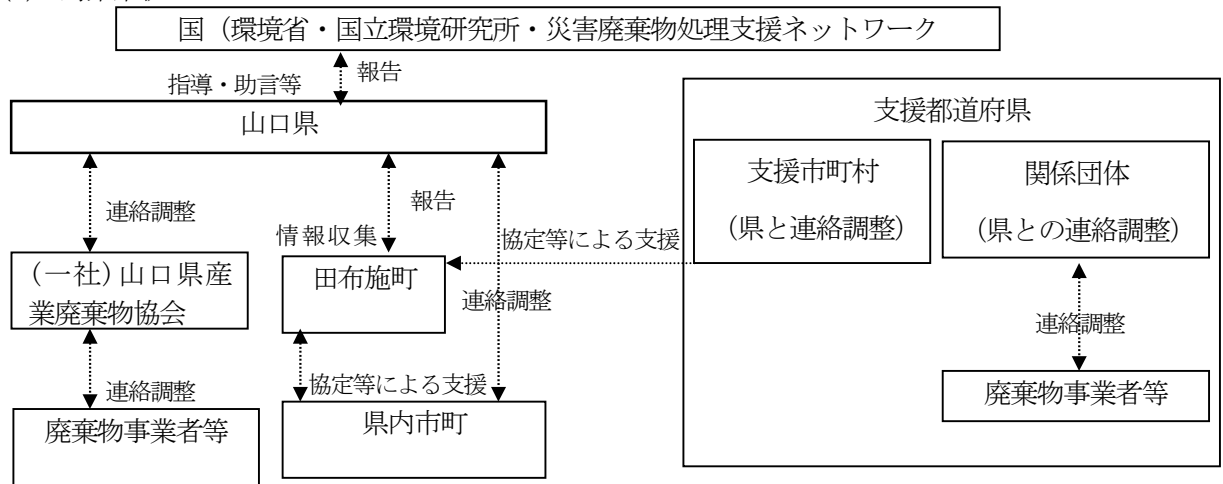 国（環境省・国立環境研究所・災害廃棄物処理支援ネットワーク
報告
指導・助言等
山口県
支援都道府県
支援市町村
（県と連絡調整）
関係団体
（県との連絡調整）
連絡調整
報告
情報収集
協定等による支援
(一社)山口県産
業廃棄物協会
田布施町
連絡調整
連絡調整
連絡調整
協定等による支援
廃棄物事業者等
県内市町
廃棄物事業者等